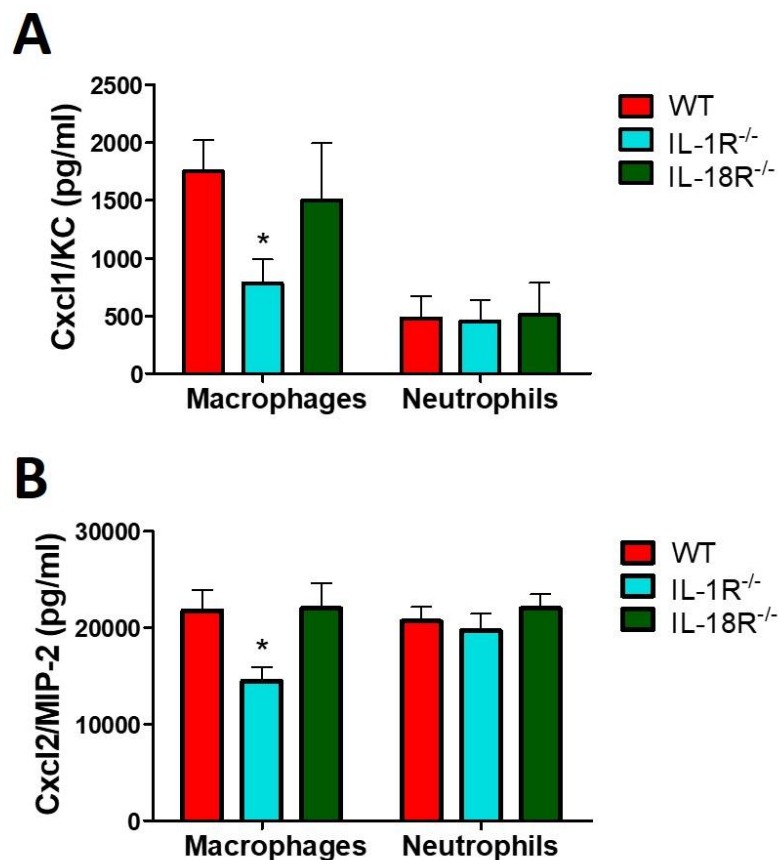 A
Cxcl1/KC (pg/ml)
2500
2000
1500
1000
500
0
*
Macrophages Neutrophils
WT
IL-1R-/-
IL-18R-/-
B
Cxcl2/MIP-2 (pg/ml)
30000
20000
10000
0
*
Macrophages Neutrophils
WT
IL-1R-/-
IL-18R-/-